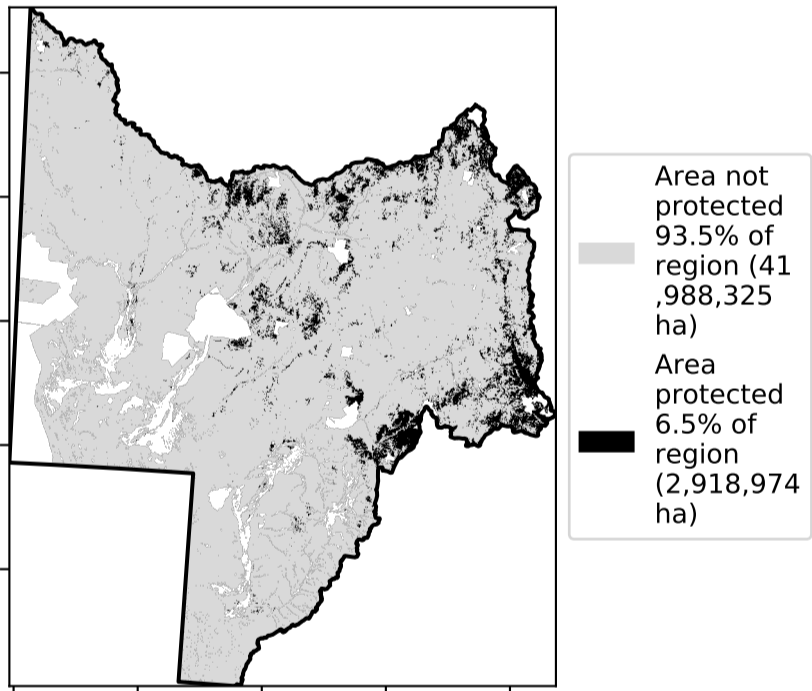 Area not
protected
93.5% of
region (41
,988,325
ha)
Area
protected
6.5% of
region
(2,918,974
ha)